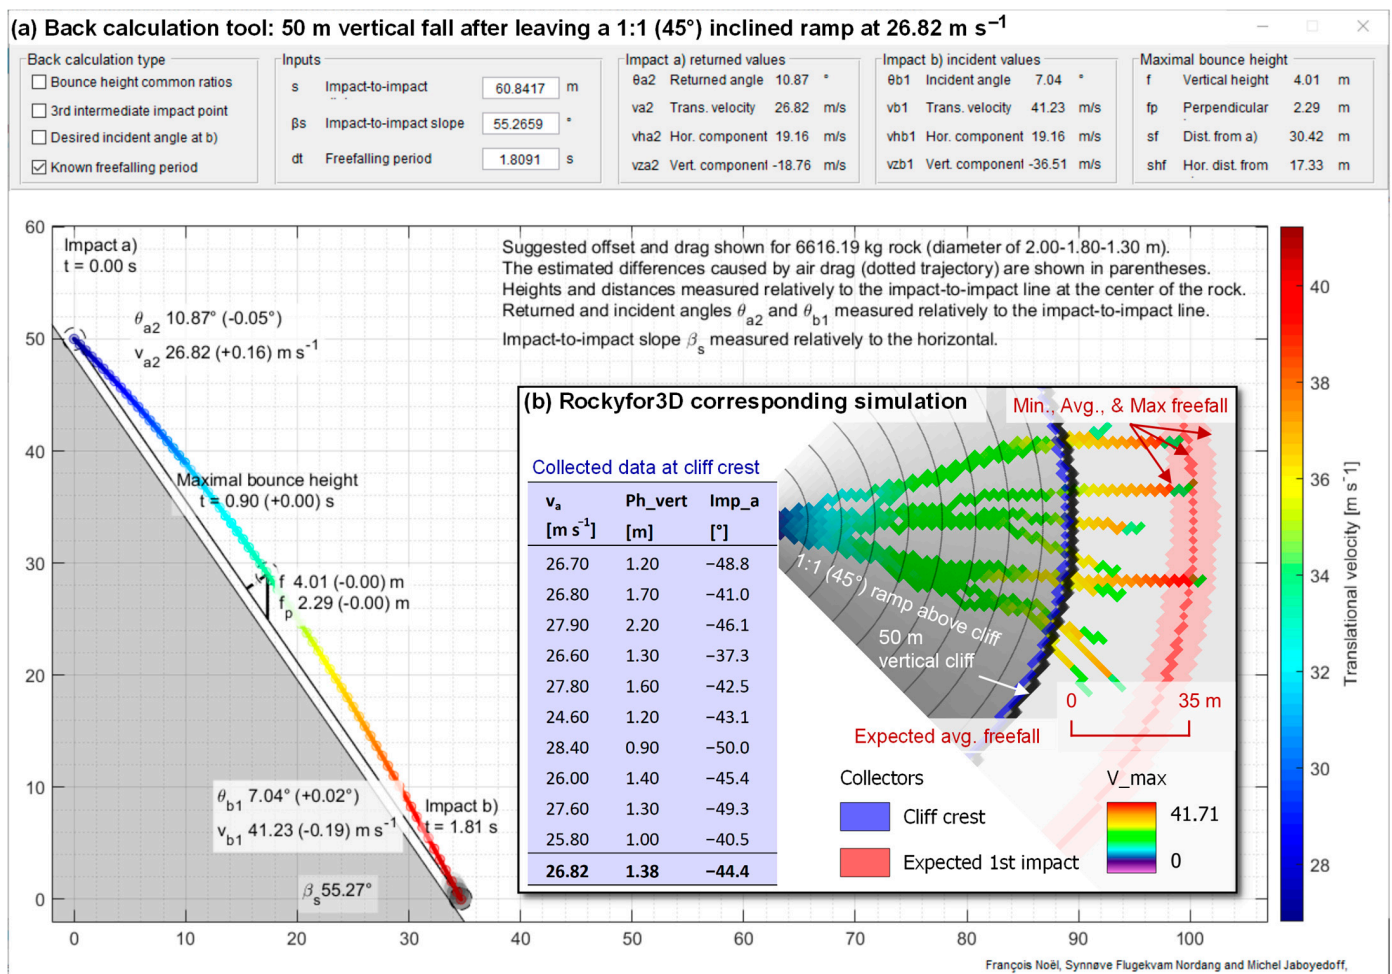 (a) Back calculation tool: 50 m vertical fall after leaving a 1:1 (45°) inclined ramp at 26.82 m s⁻¹
Back calculation type
Bounce height common ratios
3rd intermediate impact point
Desired incident angle at b)
Known freefalling period
Inputs
s Impact-to-impact 60.8417 m
βs Impact-to-impact slope 55.2659 °
dt Freefalling period 1.8091 s
Impact a) returned values
θa2 Returned angle 10.87 °
va2 Trans. velocity 26.82 m/s
vha2 Hor. component 19.16 m/s
vza2 Vert. component -18.76 m/s
Impact b) incident values
θb1 Incident angle 7.04 °
vb1 Trans. velocity 41.23 m/s
vhb1 Hor. component 19.16 m/s
vzb1 Vert. component -36.51 m/s
Maximal bounce height
f Vertical height 4.01 m
fp Perpendicular 2.29 m
sf Dist. from a) 30.42 m
shf Hor. dist. from 17.33 m
60
50
40
30
20
10
0
0 10 20 30 40 50 60 70 80 90 100
Impact a)
t = 0.00 s
θa2 10.87° (-0.05°)
va2 26.82 (+0.16) m s⁻¹
Maximal bounce height
t = 0.90 (+0.00) s
f 4.01 (-0.00) m
fp 2.29 (-0.00) m
θb1 7.04° (+0.02°)
vb1 41.23 (-0.19) m s⁻¹
Impact b)
t = 1.81 s
βs 55.27°
Suggested offset and drag shown for 6616.19 kg rock (diameter of 2.00-1.80-1.30 m).
The estimated differences caused by air drag (dotted trajectory) are shown in parentheses.
Heights and distances measured relatively to the impact-to-impact line at the center of the rock.
Returned and incident angles θa2 and θb1 measured relatively to the impact-to-impact line.
Impact-to-impact slope βs measured relatively to the horizontal.
(b) Rockyfor3D corresponding simulation
Min., Avg., & Max freefall
Collected data at cliff crest
va Ph_vert Imp_a
[m s⁻¹] [m] [°]
26.70 1.20 −48.8
26.80 1.70 −41.0
27.90 2.20 −46.1
26.60 1.30 −37.3
27.80 1.60 −42.5
24.60 1.20 −43.1
28.40 0.90 −50.0
26.00 1.40 −45.4
27.60 1.30 −49.3
25.80 1.00 −40.5
26.82 1.38 −44.4
1:1 (45°) ramp above cliff
50 m
vertical cliff
0 35 m
Expected avg. freefall
Collectors
Cliff crest
Expected 1st impact
V_max
41.71
0
40
38
36
34
32
30
28
Translational velocity [m s⁻¹]
François Noël, Synnøve Flugekvam Nordang and Michel Jaboyedoff,